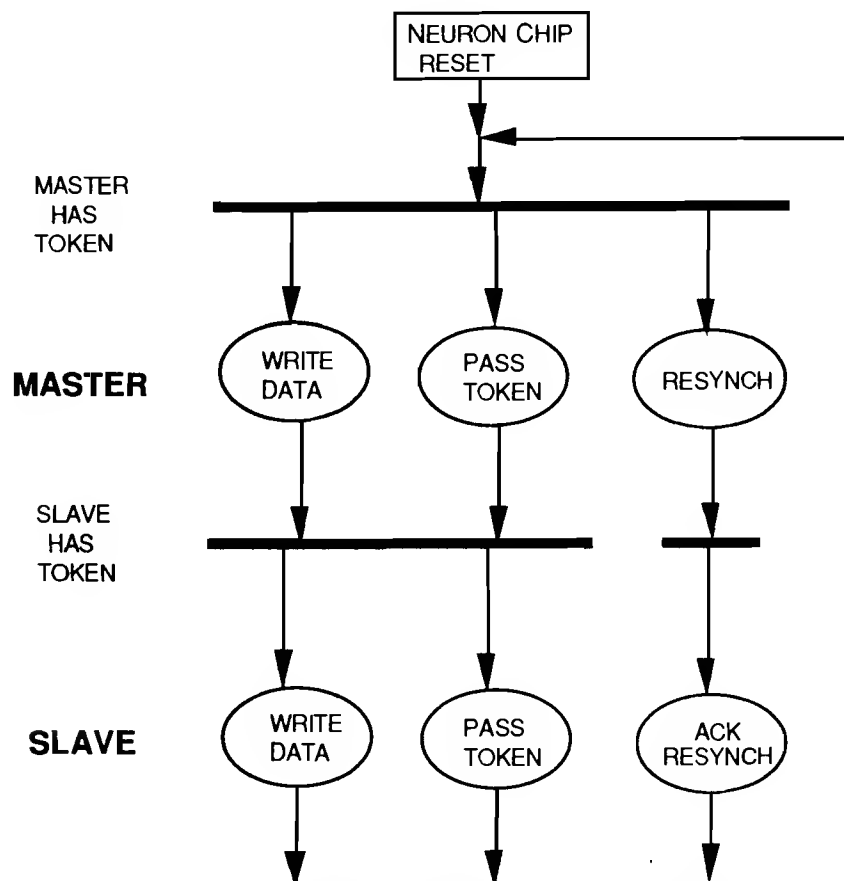 NEURON CHIP
RESET
MASTER
HAS
TOKEN
MASTER
WRITE
DATA
PASS
TOKEN
RESYNCH
SLAVE
HAS
TOKEN
SLAVE
WRITE
DATA
PASS
TOKEN
ACK
RESYNCH